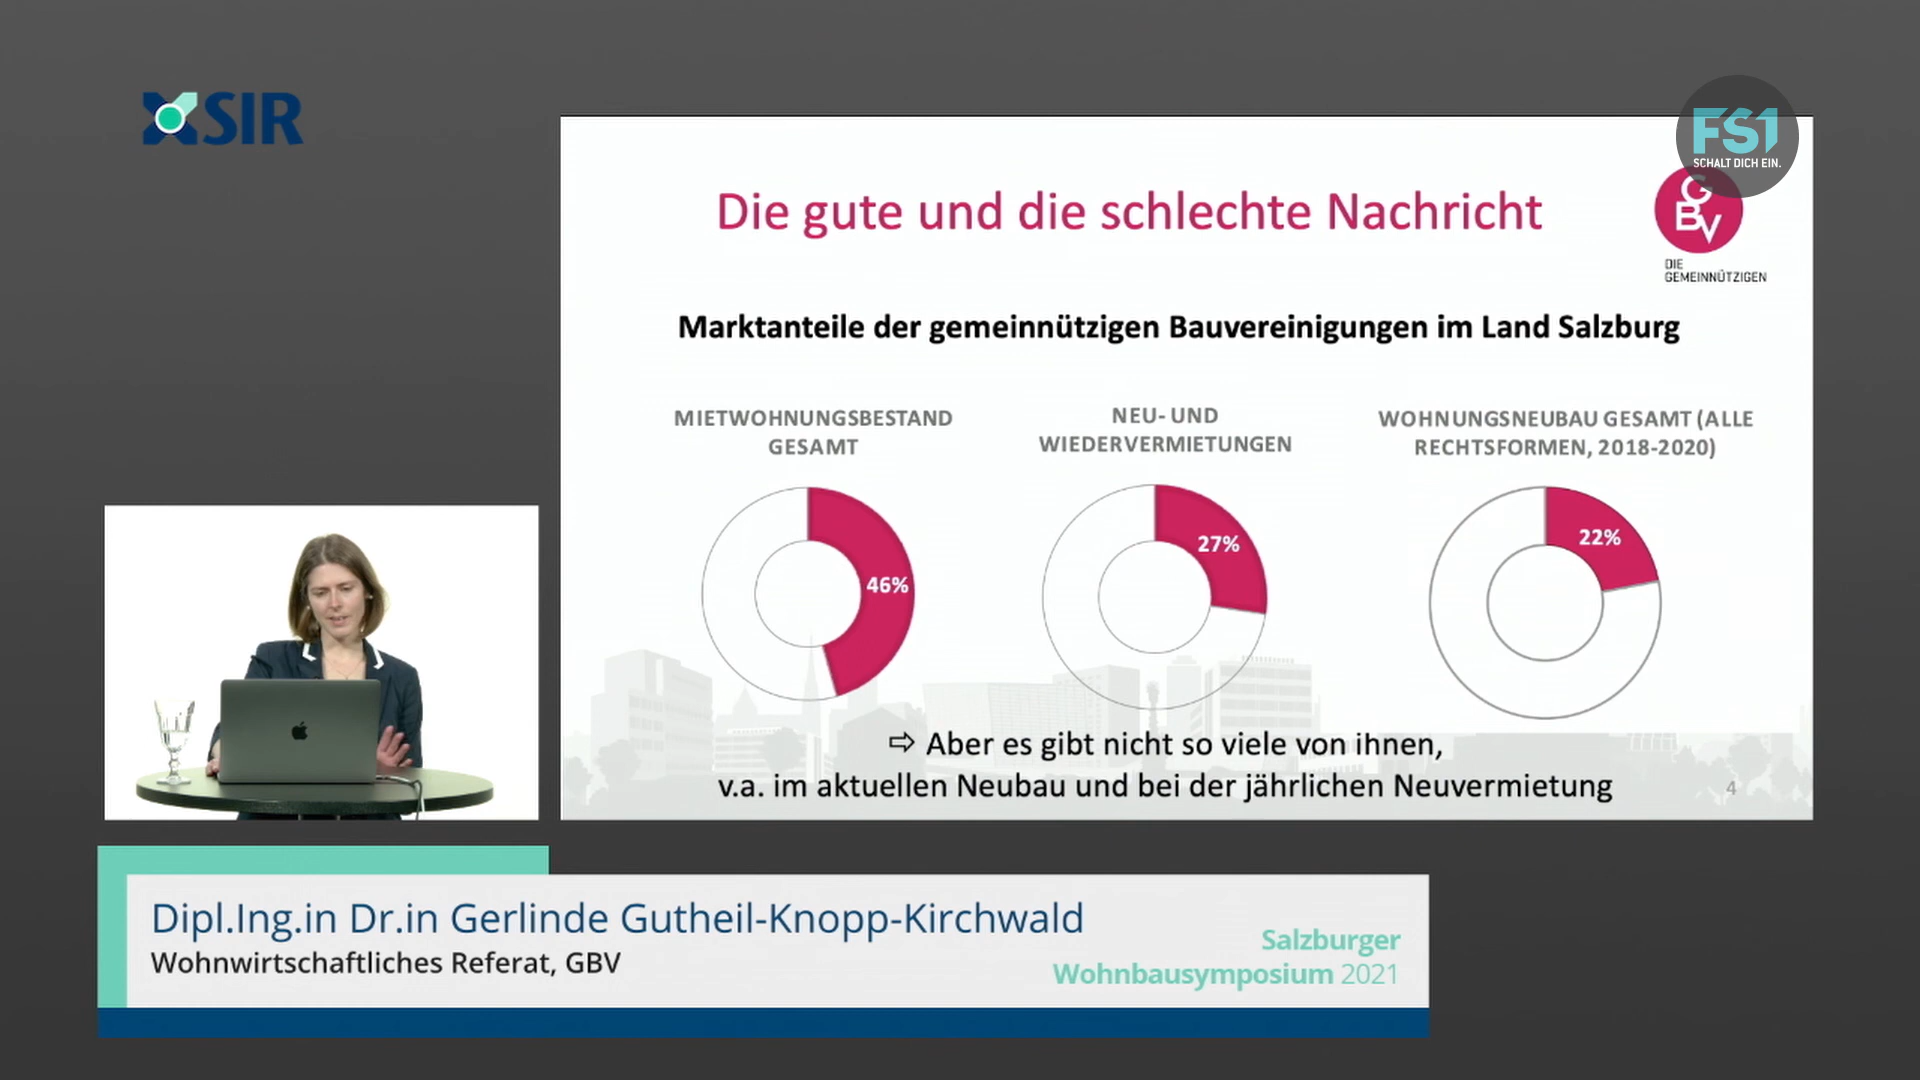 SIR
FS1
SCHALT DICH EIN.
Die gute und die schlechte Nachricht
GBV
DIE
GEMEINNÜTZIGEN
Marktanteile der gemeinnützigen Bauvereinigungen im Land Salzburg
MIETWOHNUNGSBESTAND
GESAMT
46%
NEU- UND
WIEDERVERMIETUNGEN
27%
WOHNUNGSNEUBAU GESAMT (ALLE
RECHTSFORMEN, 2018-2020)
22%
⇨ Aber es gibt nicht so viele von ihnen,
v.a. im aktuellen Neubau und bei der jährlichen Neuvermietung
4
Dipl.Ing.in Dr.in Gerlinde Gutheil-Knopp-Kirchwald
Wohnwirtschaftliches Referat, GBV
Salzburger
Wohnbausymposium 2021